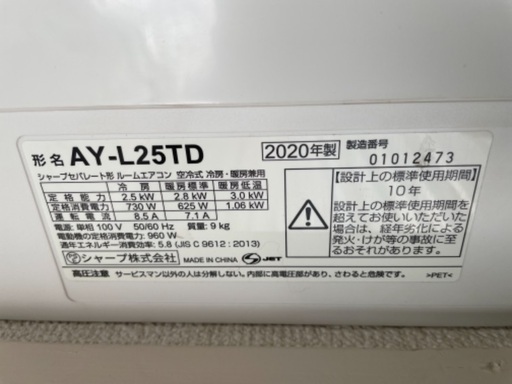 形名 AY-L25TD 2020年製 製造番号 01012473
シャープセパレート形 ルームエアコン 空冷式 冷房・暖房兼用
冷房 暖房標準 暖房低温
定格能力 2.5 kW 2.8 kW 3.0 kW
定格消費電力 730 W 625 W 1.06 kW
運転電流 8.5 A 7.1 A
電源: 単相 100 V 50/60 Hz 質量: 9 kg
電動機の定格消費電力: 960 W
通年エネルギー消費効率: 5.8 (JIS C 9612 : 2013)
シャープ株式会社 MADE IN CHINA JET
【設計上の標準使用期間】
10年
設計上の標準使用期間を
超えてお使いいただいた
場合は、経年劣化による
発火・けが等の事故に
至るおそれがあります。
高圧注意 サービスマン以外の人は分解しない。内部に高電圧部があり、さわると危険です。 >PET<